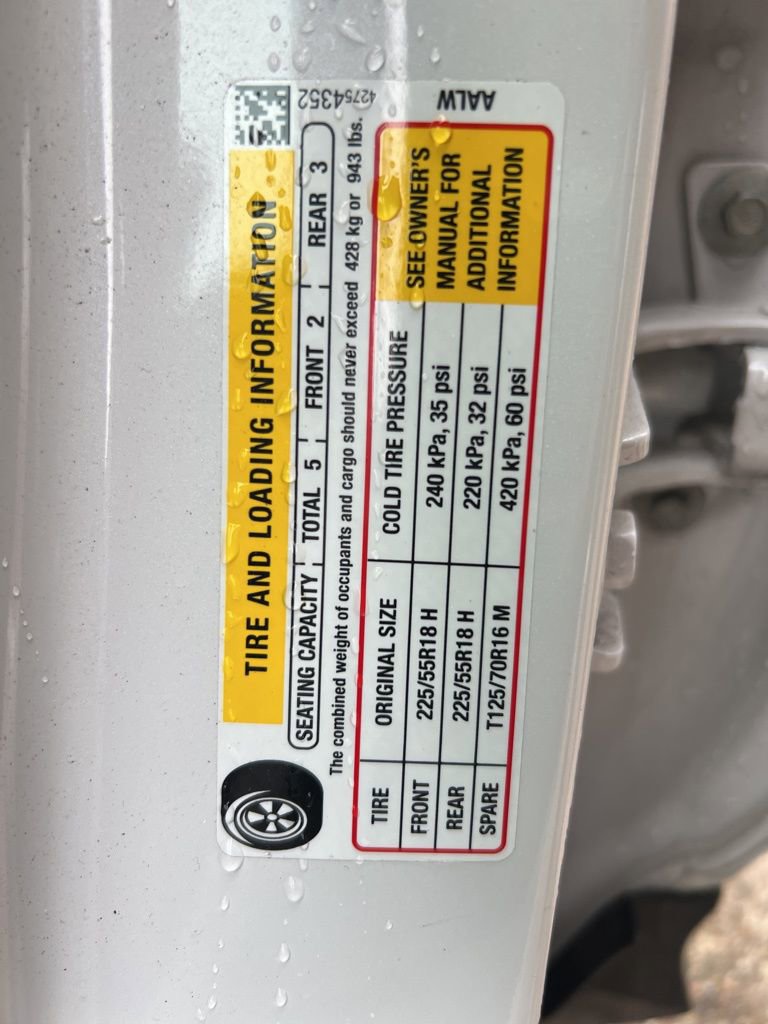 TIRE AND LOADING INFORMATION
SEATING CAPACITY TOTAL 5 FRONT 2 REAR 3
The combined weight of occupants and cargo should never exceed 428 kg or 943 lbs.
TIRE ORIGINAL SIZE COLD TIRE PRESSURE
FRONT 225/55R18 H 240 kPa, 35 psi
REAR 225/55R18 H 220 kPa, 32 psi
SPARE T125/70R16 M 420 kPa, 60 psi
SEE OWNER'S
MANUAL FOR
ADDITIONAL
INFORMATION
42754352
AALW